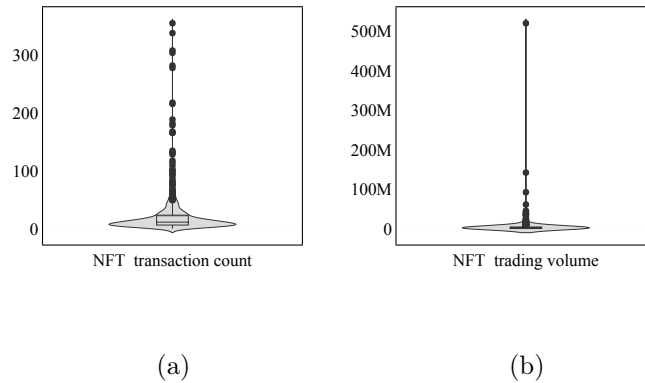 300
200
100
0
NFT transaction count
(a)
500M
400M
300M
200M
100M
0
NFT trading volume
(b)